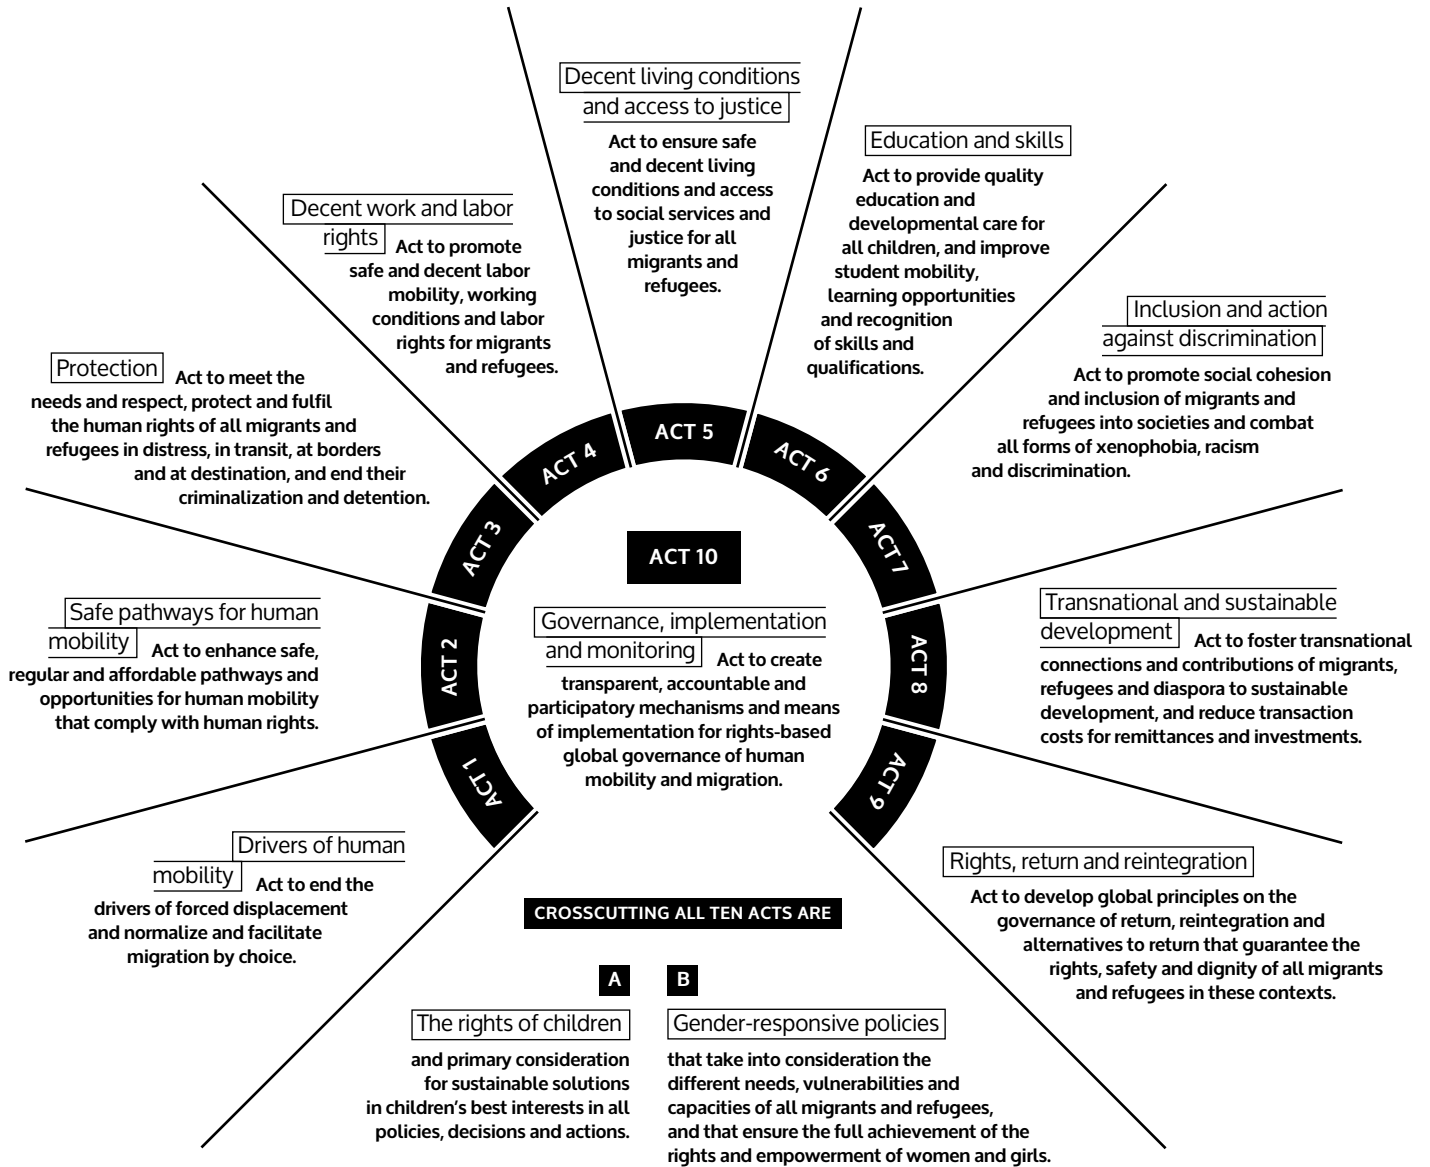 ACT 1
Drivers of human
mobility
Act to end the
drivers of forced displacement
and normalize and facilitate
migration by choice.
ACT 2
Safe pathways for human
mobility
Act to enhance safe,
regular and affordable pathways and
opportunities for human mobility
that comply with human rights.
ACT 3
Protection
Act to meet the
needs and respect, protect and fulfil
the human rights of all migrants and
refugees in distress, in transit, at borders
and at destination, and end their
criminalization and detention.
ACT 4
Decent work and labor
rights
Act to promote
safe and decent labor
mobility, working
conditions and labor
rights for migrants
and refugees.
ACT 5
Decent living conditions
and access to justice
Act to ensure safe
and decent living
conditions and access
to social services and
justice for all
migrants and
refugees.
ACT 6
Education and skills
Act to provide quality
education and
developmental care for
all children, and improve
student mobility,
learning opportunities
and recognition
of skills and
qualifications.
ACT 7
Inclusion and action
against discrimination
Act to promote social cohesion
and inclusion of migrants and
refugees into societies and combat
all forms of xenophobia, racism
and discrimination.
ACT 8
Transnational and sustainable
development
Act to foster transnational
connections and contributions of migrants,
refugees and diaspora to sustainable
development, and reduce transaction
costs for remittances and investments.
ACT 9
Rights, return and reintegration
Act to develop global principles on the
governance of return, reintegration and
alternatives to return that guarantee the
rights, safety and dignity of all migrants
and refugees in these contexts.
ACT 10
Governance, implementation
and monitoring
Act to create
transparent, accountable and
participatory mechanisms and means
of implementation for rights-based
global governance of human
mobility and migration.
CROSSCUTTING ALL TEN ACTS ARE
A
The rights of children
and primary consideration
for sustainable solutions
in children's best interests in all
policies, decisions and actions.
B
Gender-responsive policies
that take into consideration the
different needs, vulnerabilities and
capacities of all migrants and refugees,
and that ensure the full achievement of the
rights and empowerment of women and girls.